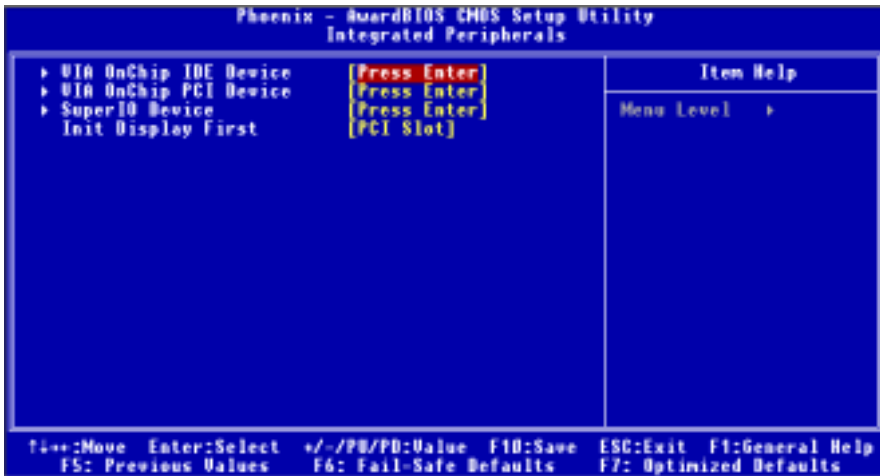 Phoenix - AwardBIOS CMOS Setup Utility
Integrated Peripherals
▸ VIA OnChip IDE Device [Press Enter]
▸ VIA OnChip PCI Device [Press Enter]
▸ SuperIO Device [Press Enter]
Init Display First [PCI Slot]
Item Help
Menu Level ▸
↑↓→←:Move Enter:Select +/-/PU/PD:Value F10:Save ESC:Exit F1:General Help
F5: Previous Values F6: Fail-Safe Defaults F7: Optimized Defaults